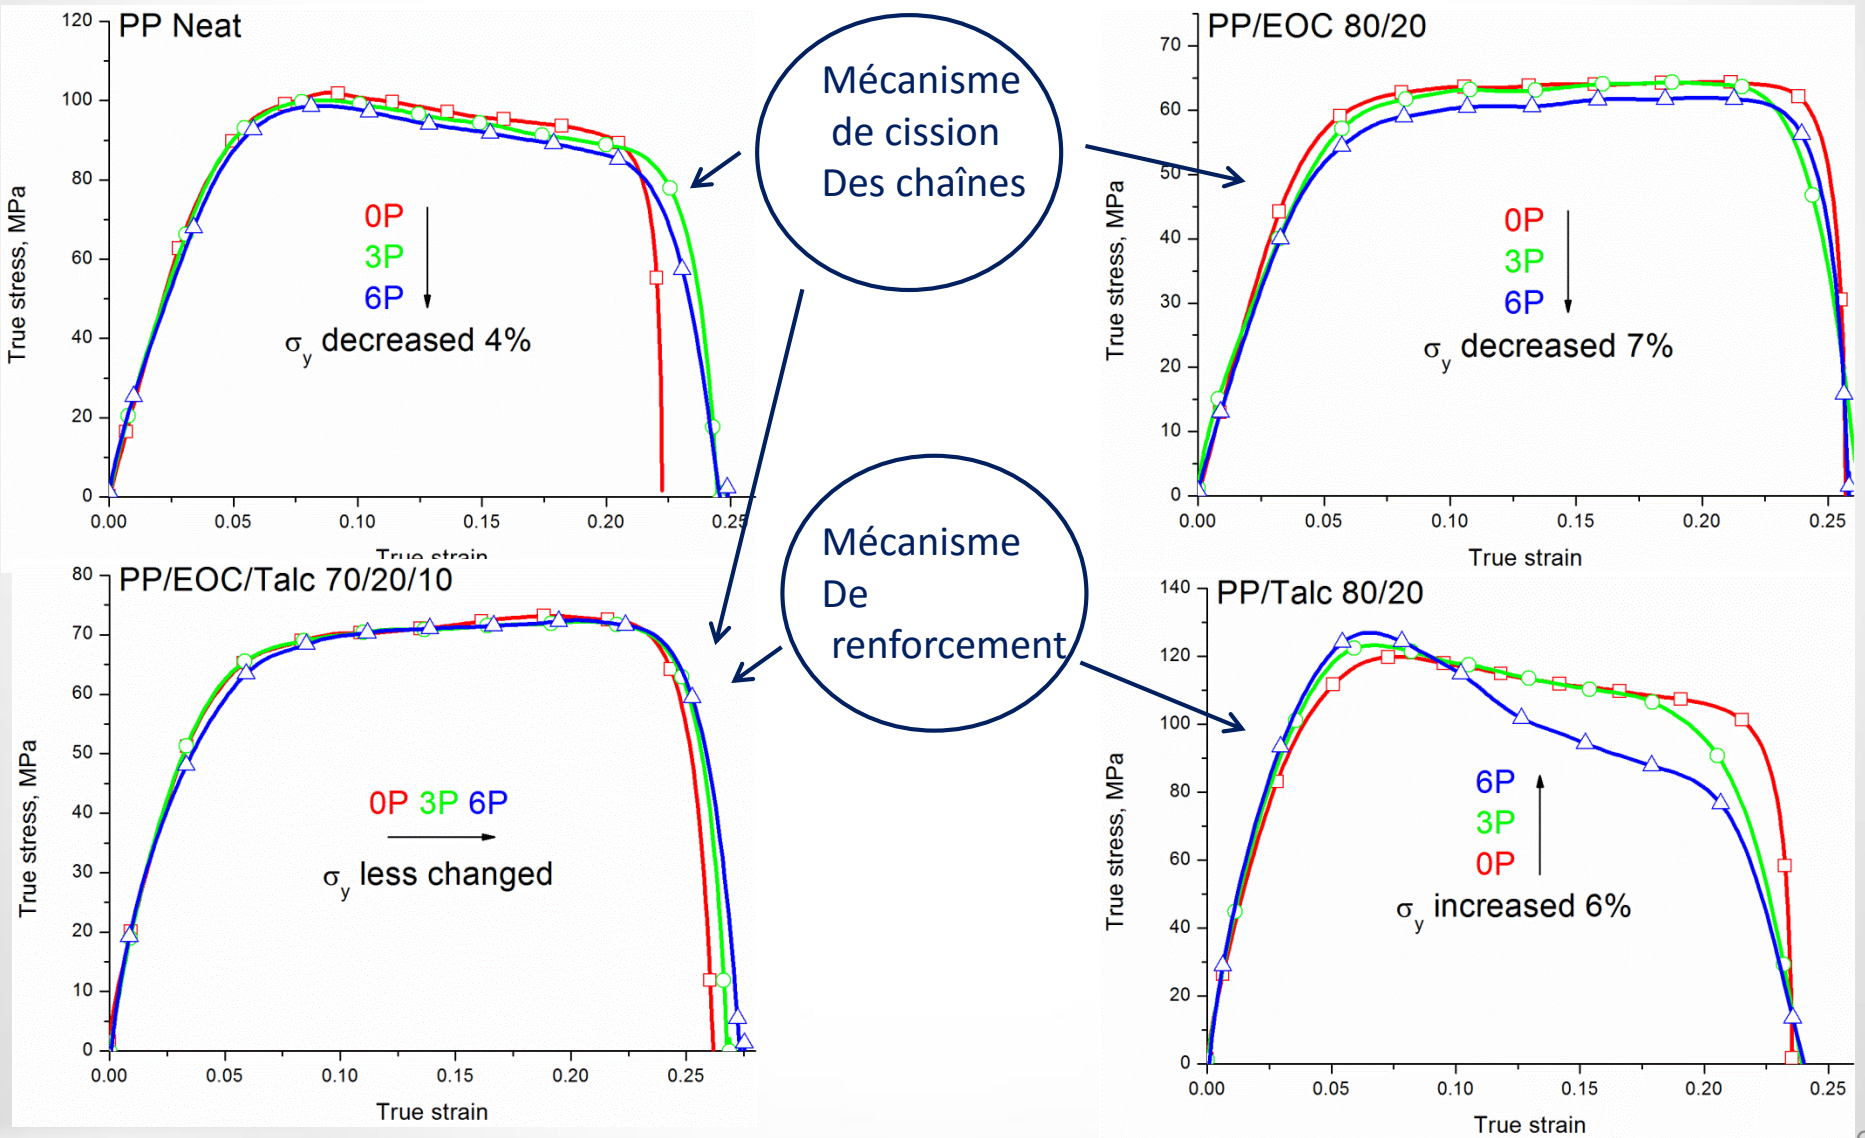 PP Neat
120
100
80
60
40
20
0
0.00 0.05 0.10 0.15 0.20 0.25
True stress, MPa
True strain
0P
3P
6P
σy decreased 4%
Mécanisme
de cission
Des chaînes
PP/EOC 80/20
70
60
50
40
30
20
10
0
0.00 0.05 0.10 0.15 0.20 0.25
True stress, MPa
True strain
0P
3P
6P
σy decreased 7%
PP/EOC/Talc 70/20/10
80
70
60
50
40
30
20
10
0
0.00 0.05 0.10 0.15 0.20 0.25
True stress, MPa
True strain
0P 3P 6P
σy less changed
Mécanisme
De
renforcement
PP/Talc 80/20
140
120
100
80
60
40
20
0
0.00 0.05 0.10 0.15 0.20 0.25
True stress, MPa
True strain
6P
3P
0P
σy increased 6%